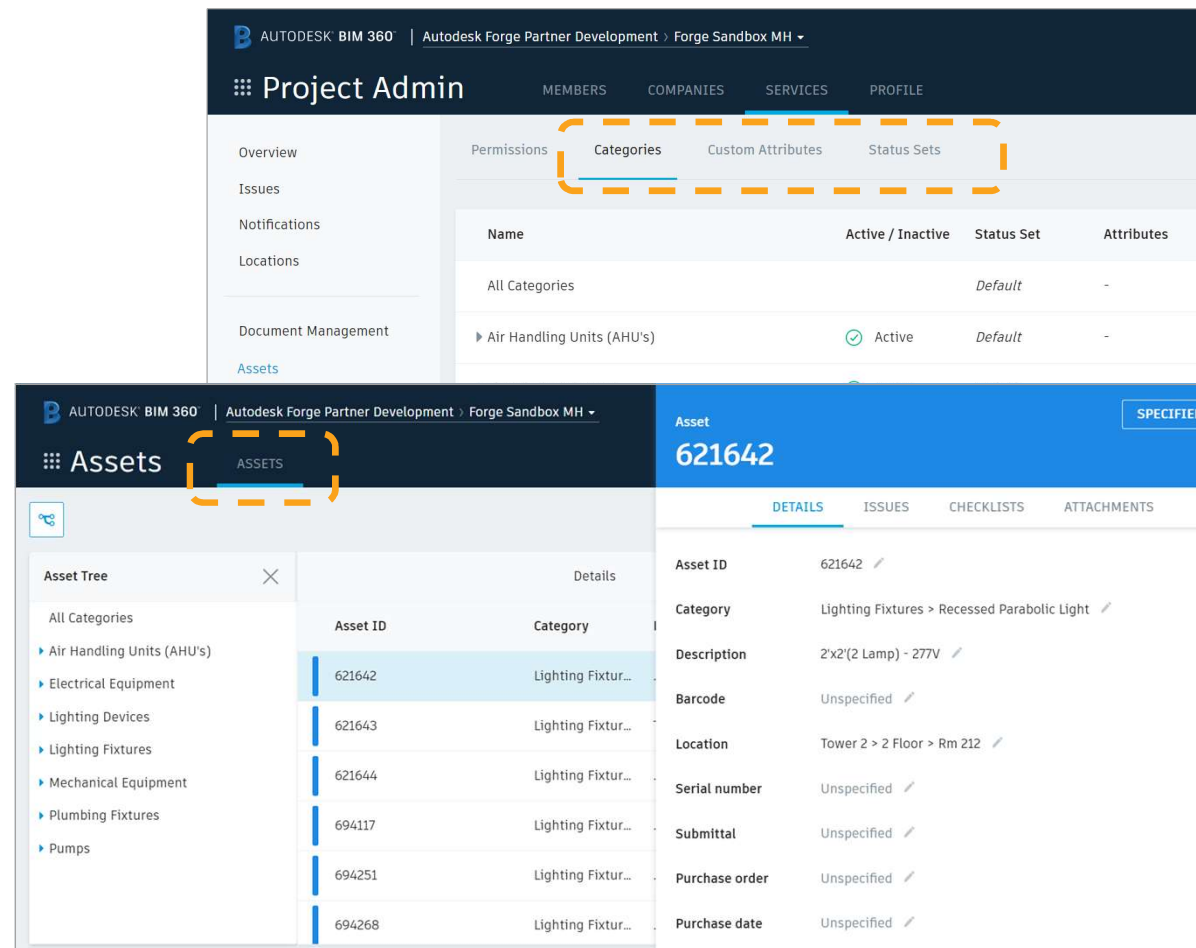 AUTODESK® BIM 360™ | Autodesk Forge Partner Development > Forge Sandbox MH
Project Admin MEMBERS COMPANIES SERVICES PROFILE
Overview
Issues
Notifications
Locations
Document Management
Assets
Permissions Categories Custom Attributes Status Sets
Name Active / Inactive Status Set Attributes
All Categories Default -
Air Handling Units (AHU's) Active Default -
AUTODESK® BIM 360™ | Autodesk Forge Partner Development > Forge Sandbox MH
Assets ASSETS
Asset Tree
All Categories
Air Handling Units (AHU's)
Electrical Equipment
Lighting Devices
Lighting Fixtures
Mechanical Equipment
Plumbing Fixtures
Pumps
Details
Asset ID Category
621642 Lighting Fixtur...
621643 Lighting Fixtur...
621644 Lighting Fixtur...
694117 Lighting Fixtur...
694251 Lighting Fixtur...
694268 Lighting Fixtur...
Asset
621642
DETAILS ISSUES CHECKLISTS ATTACHMENTS
Asset ID 621642
Category Lighting Fixtures > Recessed Parabolic Light
Description 2'x2'(2 Lamp) - 277V
Barcode Unspecified
Location Tower 2 > 2 Floor > Rm 212
Serial number Unspecified
Submittal Unspecified
Purchase order Unspecified
Purchase date Unspecified